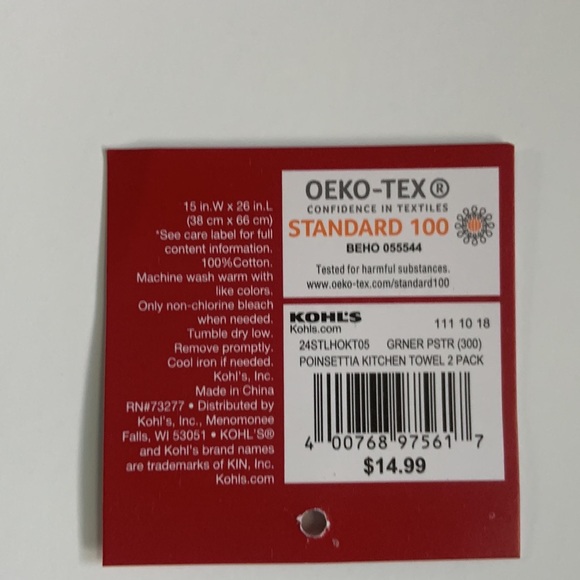 15 in.W x 26 in.L
(38 cm x 66 cm)
*See care label for full
content information.
100%Cotton.
Machine wash warm with
like colors.
Only non-chlorine bleach
when needed.
Tumble dry low.
Remove promptly.
Cool iron if needed.
Kohl's, Inc.
Made in China
RN#73277 • Distributed by
Kohl's, Inc., Menomonee
Falls, WI 53051 • KOHL'S®
and Kohl's brand names
are trademarks of KIN, Inc.
Kohls.com
OEKO-TEX®
CONFIDENCE IN TEXTILES
STANDARD 100
BEHO 055544
Tested for harmful substances.
www.oeko-tex.com/standard100
KOHL'S
Kohls.com 111 10 18
24STLHOKT05 GRNER PSTR (300)
POINSETTIA KITCHEN TOWEL 2 PACK
4 00768 97561 7
$14.99